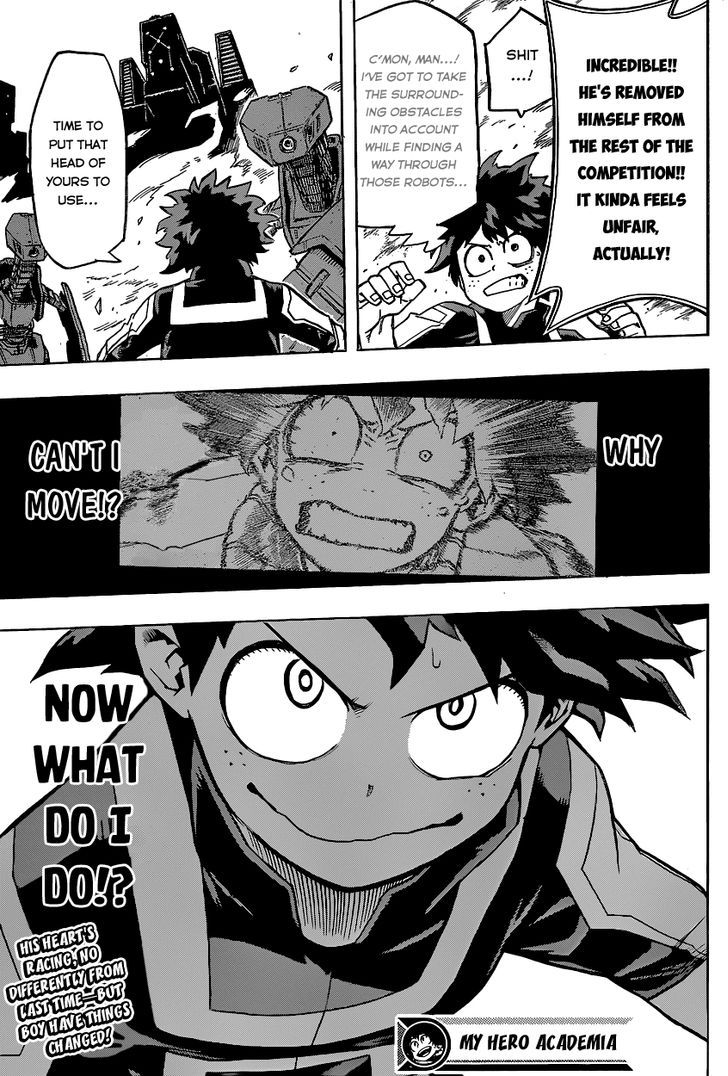 INCREDIBLE!!
HE'S REMOVED
HIMSELF FROM
THE REST OF THE
COMPETITION!!
IT KINDA FEELS
UNFAIR,
ACTUALLY!
SHIT
...!
C'MON, MAN...!
I'VE GOT TO TAKE
THE SURROUND-
ING OBSTACLES
INTO ACCOUNT
WHILE FINDING A
WAY THROUGH
THOSE ROBOTS...
TIME TO
PUT THAT
HEAD OF
YOURS TO
USE...
WHY
CAN'T I
MOVE!?
NOW
WHAT
DO I
DO!?
HIS HEART'S
RACING, NO
DIFFERENTLY FROM
LAST TIME—BUT
BOY HAVE THINGS
CHANGED!
MY HERO ACADEMIA